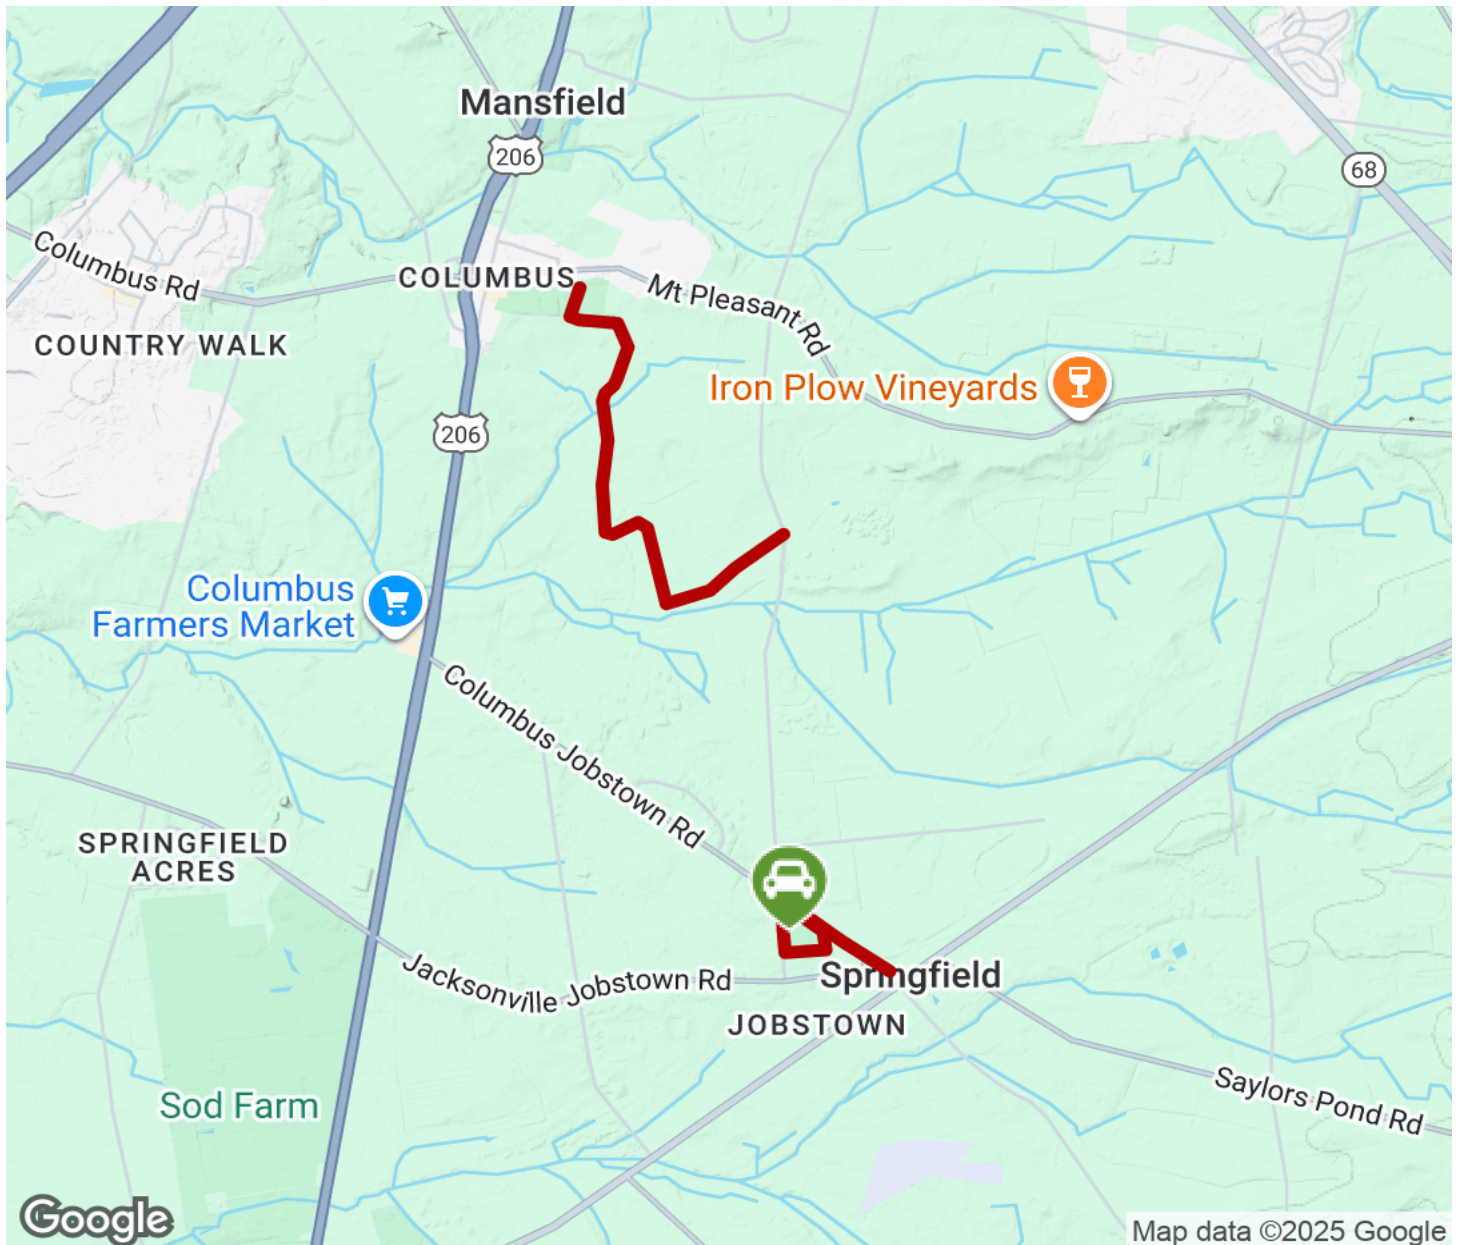 Mansfield
206
68
Columbus Rd
COLUMBUS
Mt Pleasant Rd
COUNTRY WALK
Iron Plow Vineyards
206
Columbus
Farmers Market
Columbus Jobstown Rd
SPRINGFIELD
ACRES
Jacksonville Jobstown Rd
Springfield
JOBSTOWN
Saylors Pond Rd
Sod Farm
Google
Map data ©2025 Google